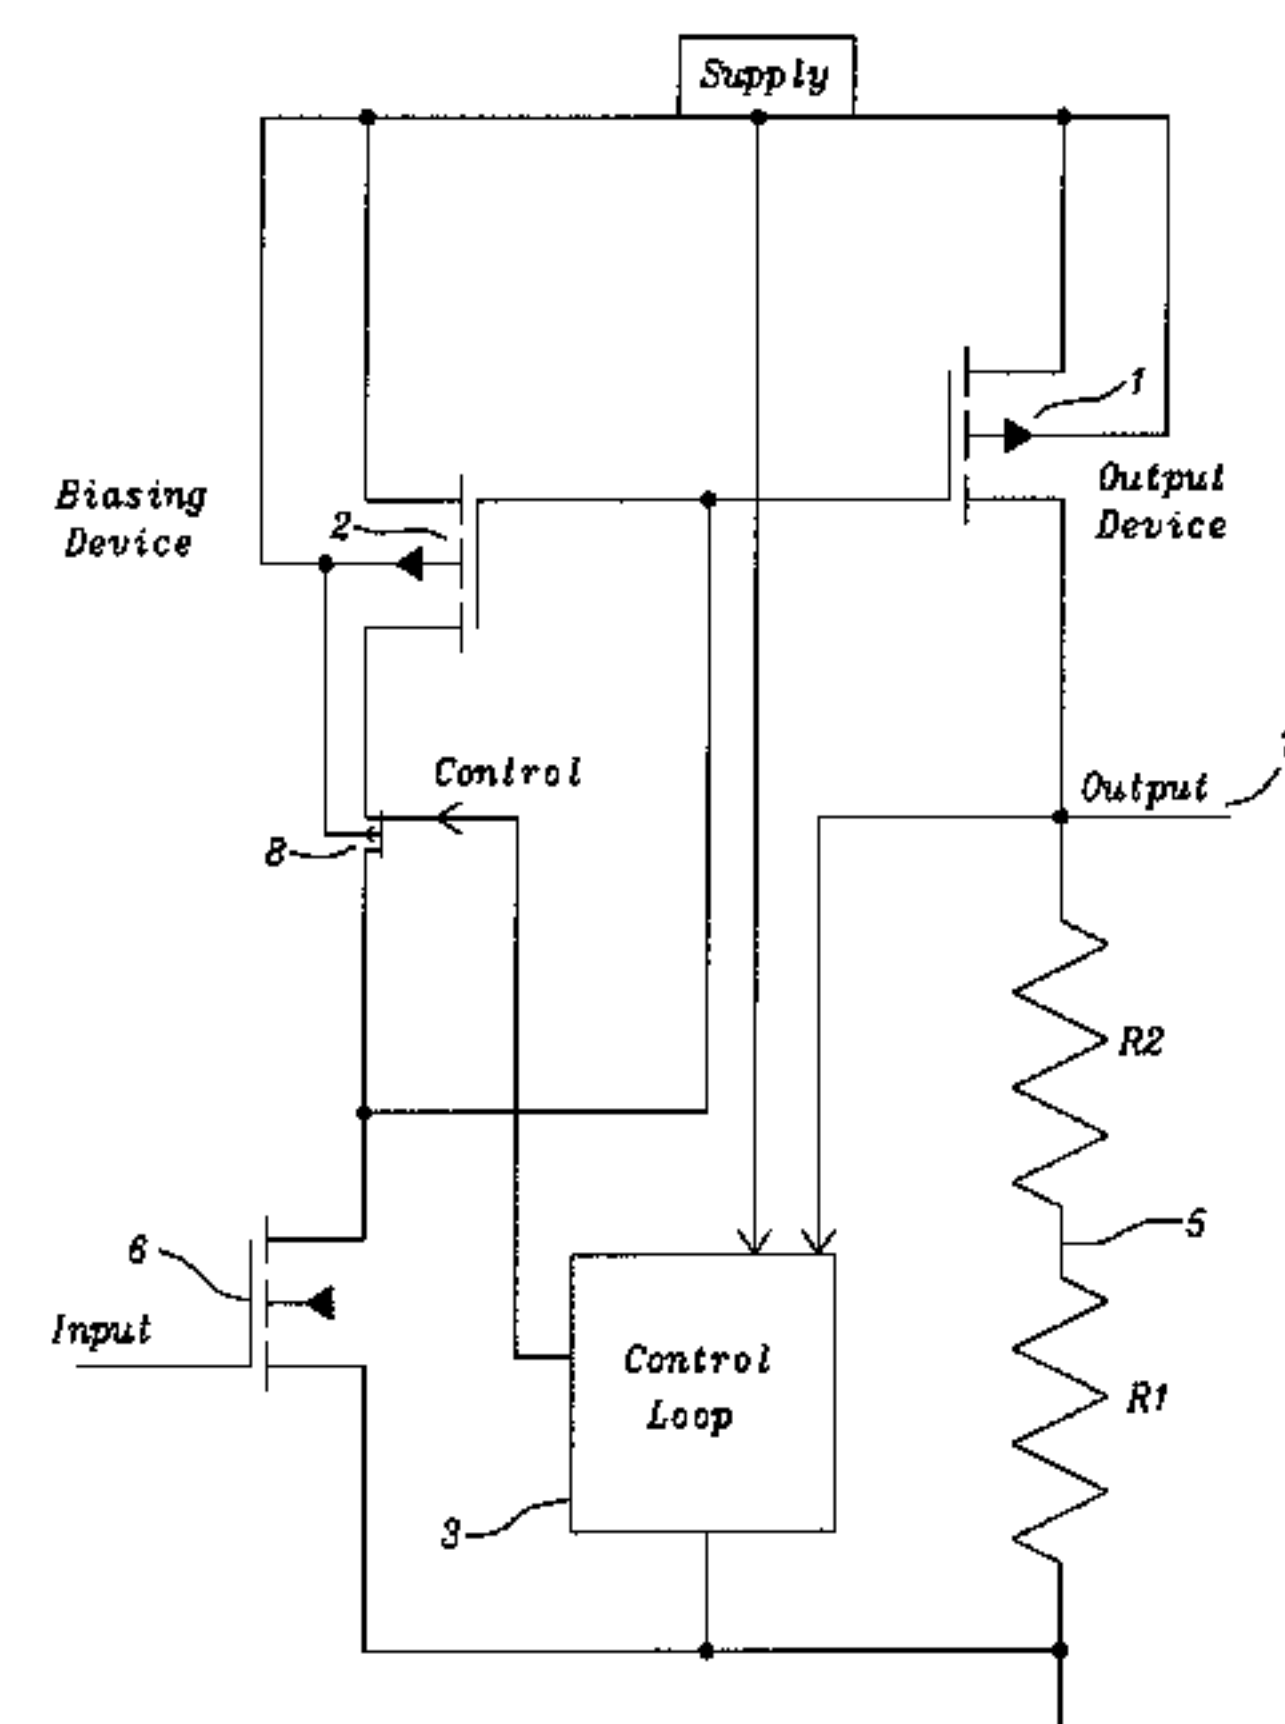 Supply
1
Output
Device
Biasing
Device
2
Control
Output
8
R2
5
6
Input
Control
Loop
R1
3